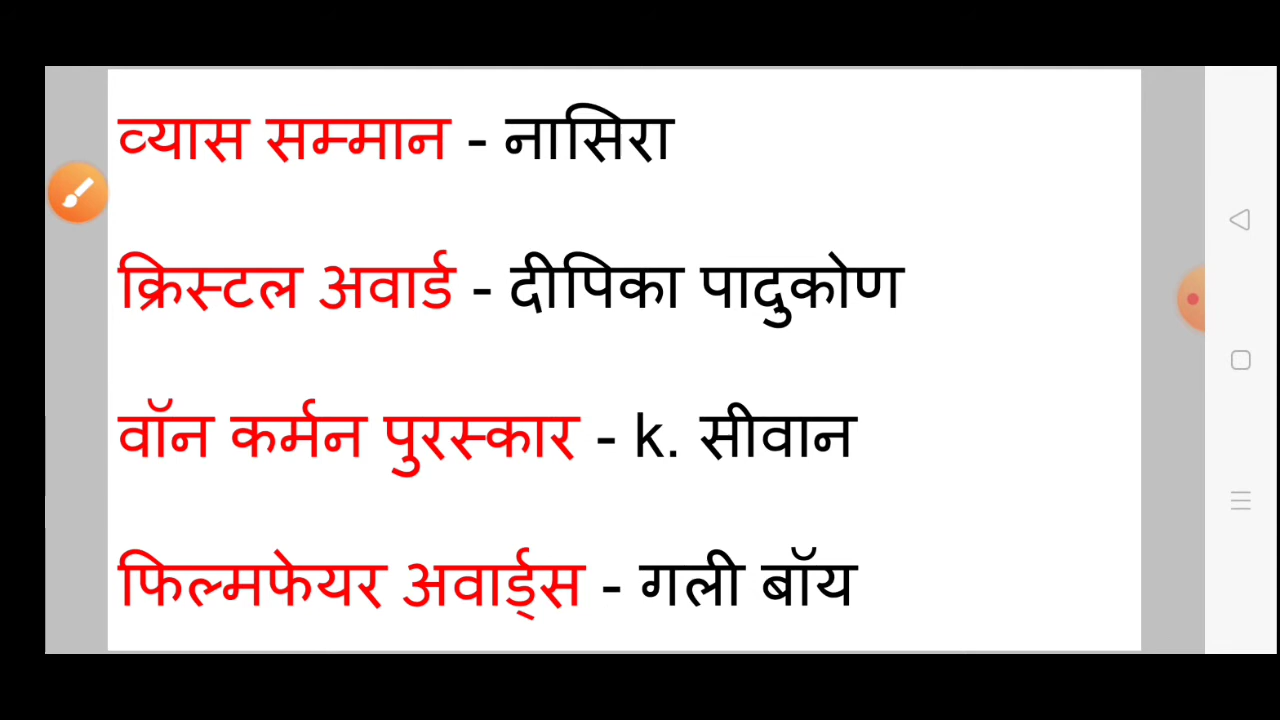 व्यास सम्मान - नासिरा
क्रिस्टल अवार्ड - दीपिका पादुकोण
वॉन कर्मन पुरस्कार - k. सीवान
फिल्मफेयर अवार्ड्स - गली बॉय